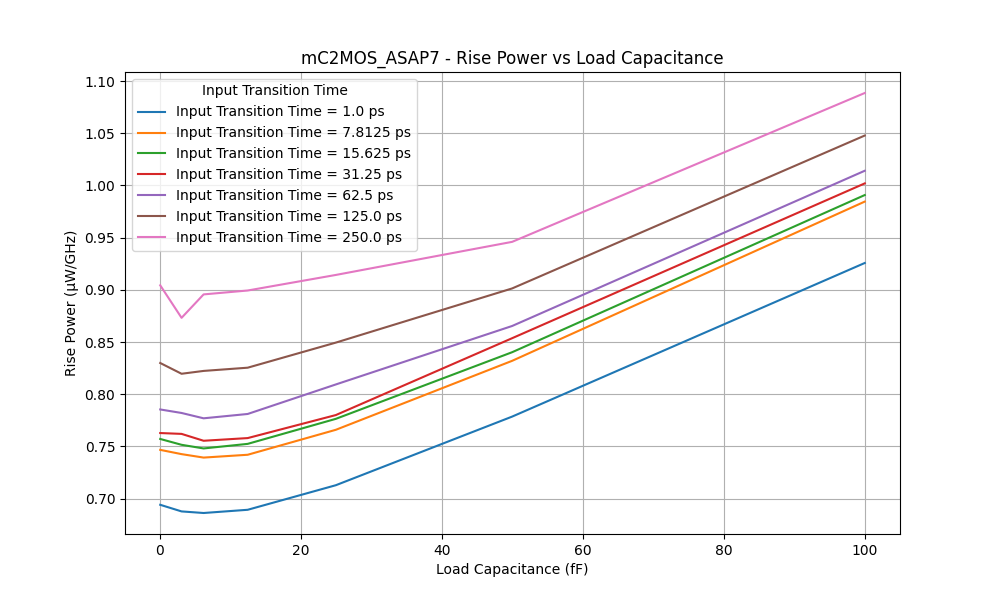 mC2MOS_ASAP7 - Rise Power vs Load Capacitance
Input Transition Time
Input Transition Time = 1.0 ps
Input Transition Time = 7.8125 ps
Input Transition Time = 15.625 ps
Input Transition Time = 31.25 ps
Input Transition Time = 62.5 ps
Input Transition Time = 125.0 ps
Input Transition Time = 250.0 ps
Rise Power (μW/GHz)
1.10
1.05
1.00
0.95
0.90
0.85
0.80
0.75
0.70
0 20 40 60 80 100
Load Capacitance (fF)